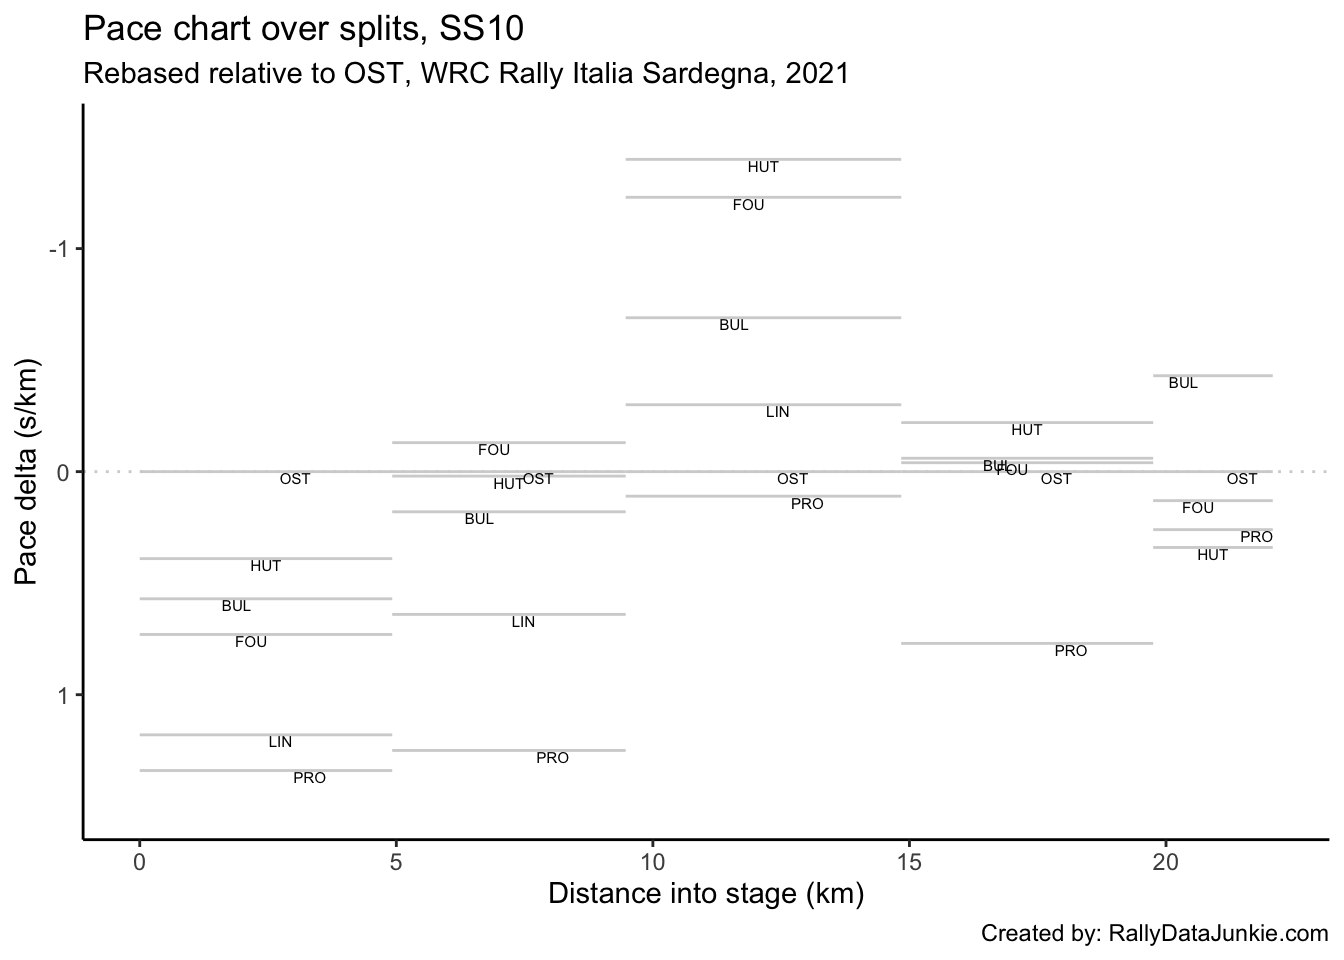 Pace chart over splits, SS10
Rebased relative to OST, WRC Rally Italia Sardegna, 2021
Pace delta (s/km)
-1
0
1
HUT
FOU
BUL
LIN
OST
PRO
BUL
HUT
BUL
FOU
OST
PRO
OST
FOU
PRO
HUT
FOU
OST
HUT
BUL
LIN
PRO
OST
HUT
BUL
FOU
LIN
PRO
0 5 10 15 20
Distance into stage (km)
Created by: RallyDataJunkie.com